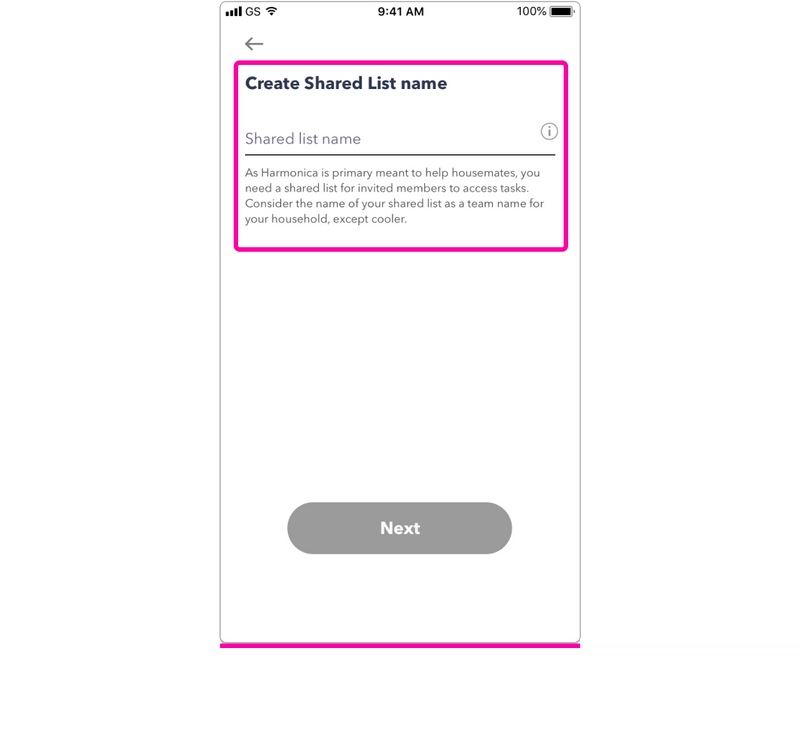 GS 9:41 AM 100%
Create Shared List name
Shared list name
As Harmonica is primary meant to help housemates, you
need a shared list for invited members to access tasks.
Consider the name of your shared list as a team name for
your household, except cooler.
Next